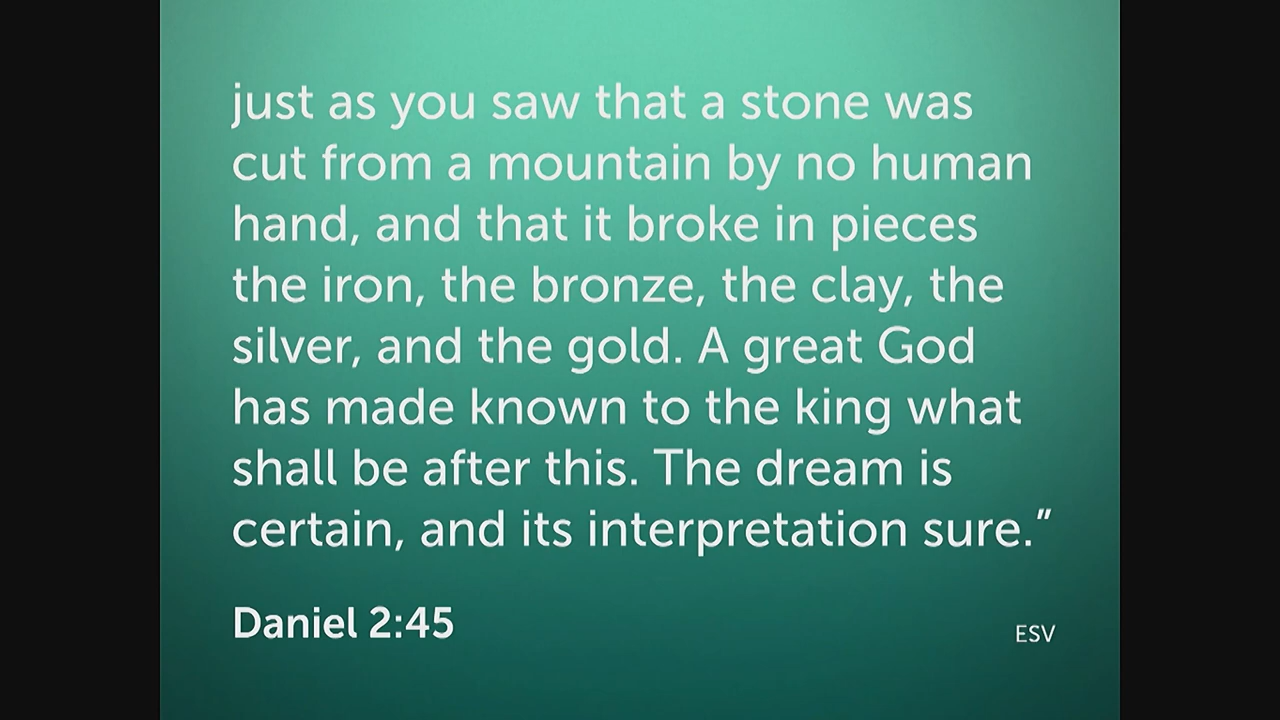 just as you saw that a stone was
cut from a mountain by no human
hand, and that it broke in pieces
the iron, the bronze, the clay, the
silver, and the gold. A great God
has made known to the king what
shall be after this. The dream is
certain, and its interpretation sure.”
Daniel 2:45
ESV